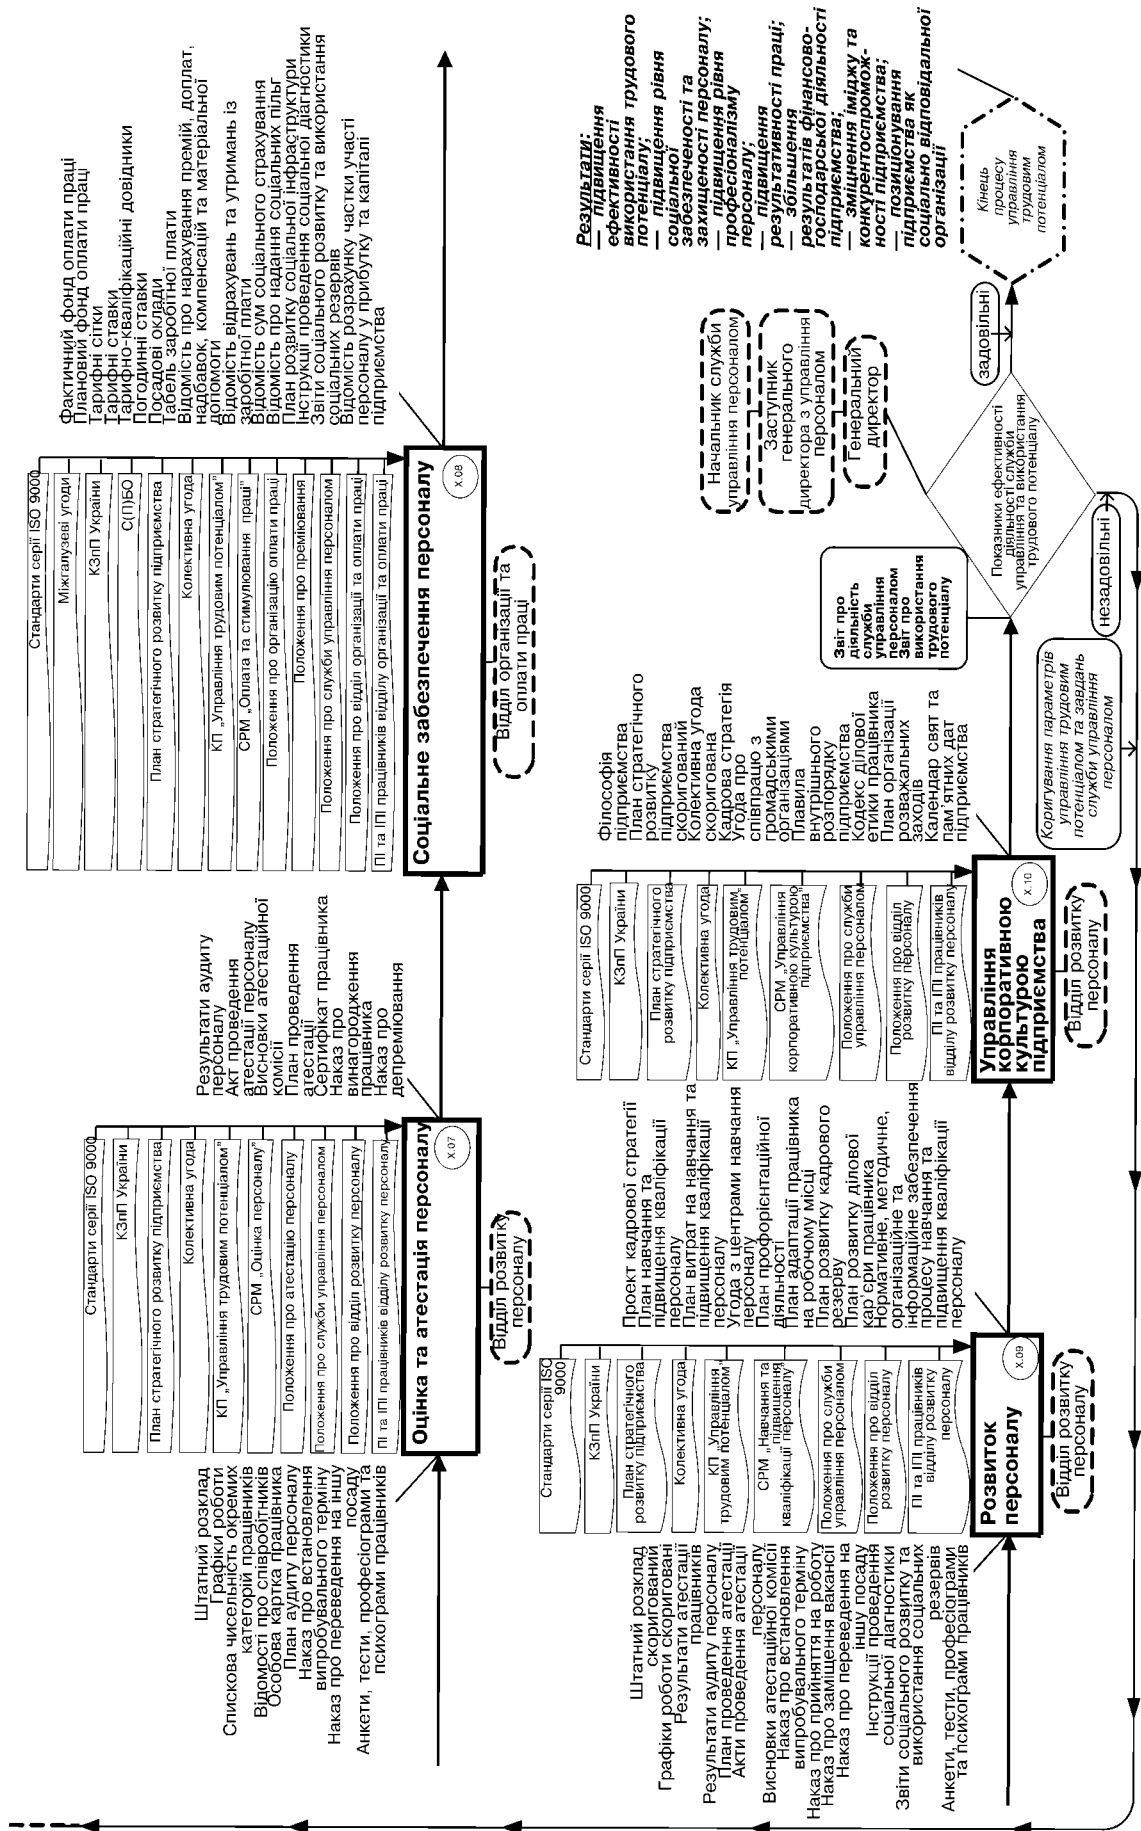 Штатний розклад
Графіки роботи
Спискова чисельність окремих
категорій працівників
Відомості про співробітників
Особова картка працівника
План аудиту персоналу
Наказ про встановлення
випробувального терміну
Наказ про переведення на іншу
посаду
Анкети, тести, професіограми та
психограми працівників
Стандарти серії ISO 9000
КЗпП України
План стратегічного розвитку підприємства
Колективна угода
КП „Управління трудовим потенціалом”
СРМ „Оцінка персоналу”
Положення про атестацію персоналу
Положення про служби управління персоналом
Положення про відділ розвитку персоналу
ПІ та ІПІ працівників відділу розвитку персоналу
Оцінка та атестація персоналу
X.07
Відділ розвитку
персоналу
Результати аудиту
персоналу
Акт проведення
атестації персоналу
Висновки атестаційної
комісії
План проведення
атестації
Сертифікат працівника
Наказ про
винагородження
працівника
Наказ про
депреміювання
Стандарти серії ISO 9000
Міжгалузеві угоди
КЗпП України
С(П)БО
План стратегічного розвитку підприємства
Колективна угода
КП „Управління трудовим потенціалом”
СРМ „Оплата та стимулювання праці”
Положення про організацію оплати праці
Положення про преміювання
Положення про служби управління персоналом
Положення про відділ організації та оплати праці
ПІ та ІПІ працівників відділу організації та оплати праці
Соціальне забезпечення персоналу
X.08
Відділ організації та
оплати праці
Фактичний фонд оплати праці
Плановий фонд оплати праці
Тарифні сітки
Тарифні ставки
Тарифно-кваліфікаційні довідники
Погодинні ставки
Посадові оклади
Табель заробітної плати
Відомість про нарахування премій, доплат,
надбавок, компенсацій та матеріальної
допомоги
Відомість відрахувань та утримань із
заробітної плати
Відомість сум соціального страхування
Відомість про надання соціальних пільг
План розвитку соціальної інфраструктури
Інструкції проведення соціальної діагностики
Звіти соціального розвитку та використання
соціальних резервів
Відомість розрахунку частки участі
персоналу у прибутку та капіталі
підприємства
Штатний розклад
скоригований
Графіки роботи скориговані
Результати атестації
працівників
Результати аудиту персоналу
План проведення атестації
Акти проведення атестації
персоналу
Висновки атестаційної комісії
Наказ про встановлення
випробувального терміну
Наказ про прийняття на роботу
Наказ про заміщення вакансії
Наказ про переведення на
іншу посаду
Інструкції проведення
соціальної діагностики
Звіти соціального розвитку та
використання соціальних
резервів
Анкети, тести, професіограми
та психограми працівників
Стандарти серії ISO
9000
КЗпП України
План стратегічного
розвитку підприємства
Колективна угода
КП „Управління
трудовим потенціалом”
СРМ „Навчання та
підвищення
кваліфікації персоналу”
Положення про служби
управління персоналом
Положення про відділ
розвитку персоналу
ПІ та ІПІ працівників
відділу розвитку
персоналу
Розвиток
персоналу
X.09
Відділ розвитку
персоналу
Проект кадрової стратегії
План навчання та
підвищення кваліфікації
персоналу
План витрат на навчання та
підвищення кваліфікації
персоналу
Угода з центрами навчання
персоналу
План профорієнтаційної
діяльності
План адаптації працівника
на робочому місці
План розвитку кадрового
резерву
План розвитку ділової
кар’єри працівника
Нормативне, методичне,
організаційне та
інформаційне забезпечення
процесу навчання та
підвищення кваліфікації
персоналу
Стандарти серії ISO 9000
КЗпП України
План стратегічного
розвитку підприємства
Колективна угода
КП „Управління трудовим
потенціалом”
СРМ „Управління
корпоративною культурою
підприємства”
Положення про служби
управління персоналом
Положення про відділ
розвитку персоналу
ПІ та ІПІ працівників
відділу розвитку персоналу
Управління
корпоративною
культурою
підприємства
X.10
Відділ розвитку
персоналу
Філософія
підприємства
План стратегічного
розвитку
підприємства
скоригований
Колективна угода
скоригована
Кадрова стратегія
Угода про
співпрацю з
громадськими
організаціями
Правила
внутрішнього
розпорядку
підприємства
Кодекс ділової
етики працівника
План організації
розважальних
заходів
Календар свят та
пам’ятних дат
підприємства
Звіт про
діяльність
служби
управління
персоналом
Звіт про
використання
трудового
потенціалу
Начальник служби
управління персоналом
Заступник
генерального
директора з управління
персоналом
Генеральний
директор
Показники ефективності
діяльності служби
управління та використання
трудового потенціалу
задовільні
незадовільні
Коригування параметрів
управління трудовим
потенціалом та завдань
служби управління
персоналом
Кінець
процесу
управління
трудовим
потенціалом
Результати:
— підвищення
ефективності
використання трудового
потенціалу;
— підвищення рівня
соціальної
забезпеченості та
захищеності персоналу;
— підвищення рівня
професіоналізму
персоналу;
— підвищення
результативності праці;
— збільшення
результатів фінансово-
господарської діяльності
підприємства;
— зміцнення іміджу та
конкурентоспромож-
ності підприємства;
— позиціонування
підприємства як
соціально відповідальної
організації